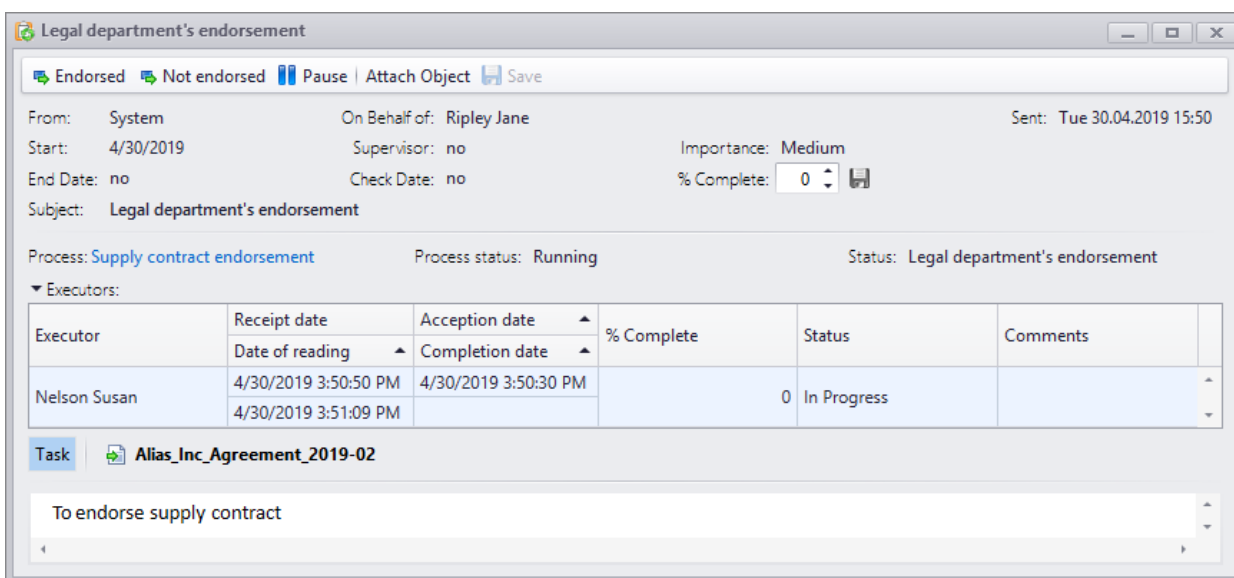 Legal department's endorsement
Endorsed Not endorsed Pause Attach Object Save
From: System On Behalf of: Ripley Jane Sent: Tue 30.04.2019 15:50
Start: 4/30/2019 Supervisor: no Importance: Medium
End Date: no Check Date: no % Complete: 0
Subject: Legal department's endorsement
Process: Supply contract endorsement Process status: Running Status: Legal department's endorsement
Executors:
Executor Receipt date Acception date % Complete Status Comments
Date of reading Completion date
Nelson Susan 4/30/2019 3:50:50 PM 4/30/2019 3:50:30 PM 0 In Progress
4/30/2019 3:51:09 PM
Task Alias_Inc_Agreement_2019-02
To endorse supply contract